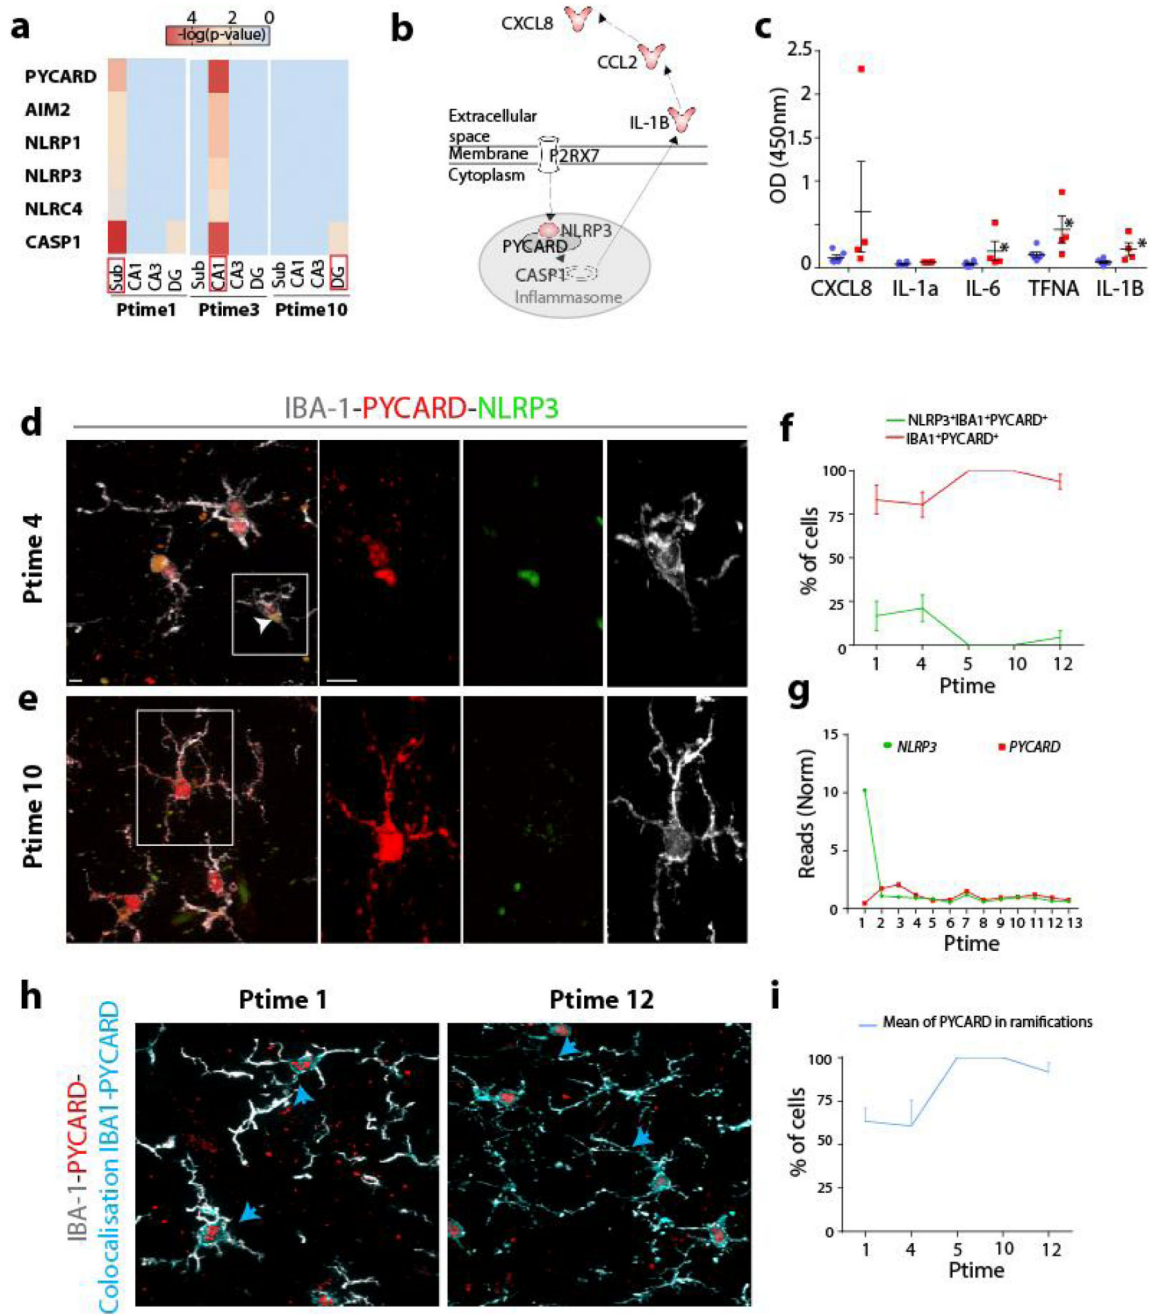 a
4 2 0
-log(p-value)
PYCARD
AIM2
NLRP1
NLRP3
NLRC4
CASP1
Sub CA1 CA3 DG Sub CA1 CA3 DG Sub CA1 CA3 DG
Ptime1 Ptime3 Ptime10
b
CXCL8
CCL2
IL-1B
Extracellular
space
Membrane
P2RX7
Cytoplasm
NLRP3
PYCARD
CASP1
Inflammasome
c
OD (450nm)
2.5
2
1.5
1
0
* * *
CXCL8 IL-1a IL-6 TFNA IL-1B
IBA-1-PYCARD-NLRP3
d
Ptime 4
e
Ptime 10
f
NLRP3⁺IBA1⁺PYCARD⁺
IBA1⁺PYCARD⁺
% of cells
100
75
50
25
0
1 4 5 10 12
Ptime
g
NLRP3 PYCARD
Reads (Norm)
15
10
5
0
1 2 3 4 5 6 7 8 9 10 11 12 13
Ptime
h
Ptime 1 Ptime 12
IBA-1-PYCARD-
Colocalisation IBA1-PYCARD
i
Mean of PYCARD in ramifications
% of cells
100
75
50
25
0
1 4 5 10 12
Ptime